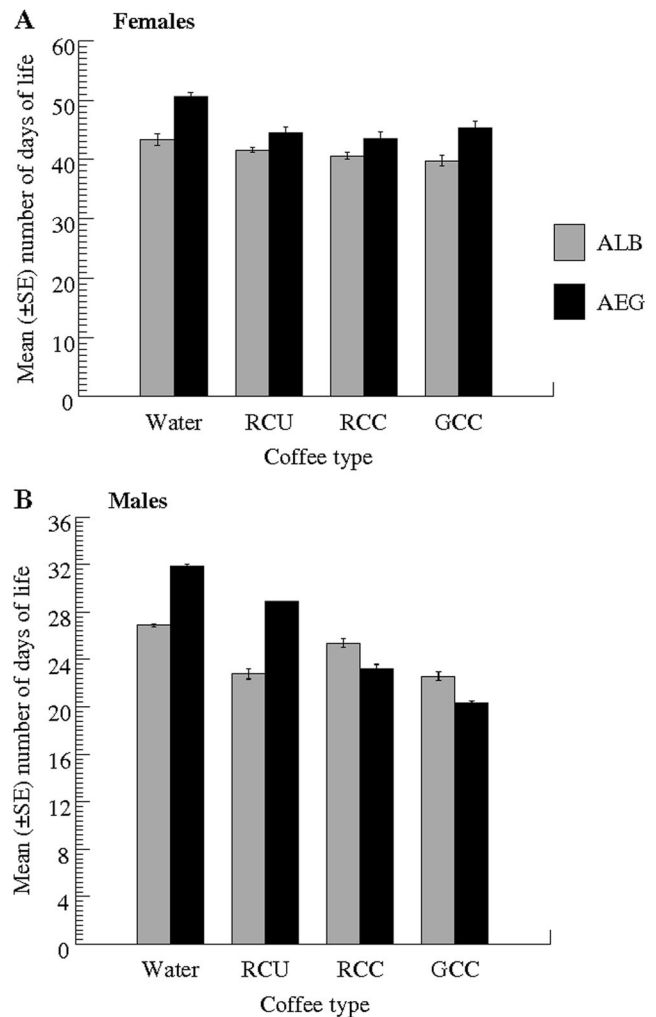 A Females
Mean (±SE) number of days of life
60
50
40
30
20
10
0
Water RCU RCC GCC
Coffee type
ALB
AEG
B Males
Mean (±SE) number of days of life
36
32
28
24
20
16
12
8
4
0
Water RCU RCC GCC
Coffee type